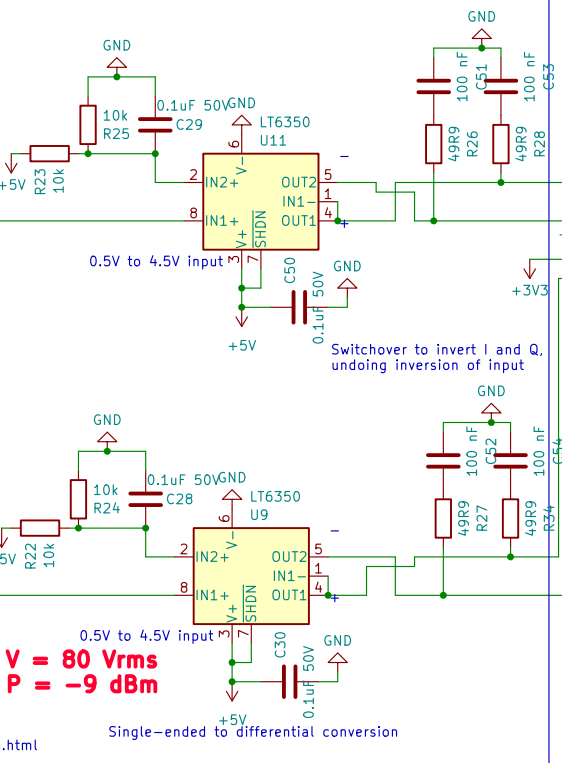 GND
GND
0.1uF 50V
GND
10k
R25
C29
LT6350
U11
100 nF
C51
100 nF
C53
49R9
R26
49R9
R28
+5V
R23
10k
6
V-
2
IN2+
OUT2
5
-
IN1-
1
8
IN1+
OUT1
4
+
V+
SHDN
3
7
0.5V to 4.5V input
C50
0.1uF 50V
GND
+5V
+3V3
Switchover to invert I and Q,
undoing inversion of input
GND
GND
0.1uF 50V
GND
10k
R24
C28
LT6350
U9
100 nF
C52
100 nF
C54
49R9
R27
49R9
R34
5V
R22
10k
6
V-
2
IN2+
OUT2
5
-
IN1-
1
8
IN1+
OUT1
4
+
V+
SHDN
3
7
0.5V to 4.5V input
C30
0.1uF 50V
GND
V = 80 Vrms
P = -9 dBm
+5V
Single-ended to differential conversion
.html